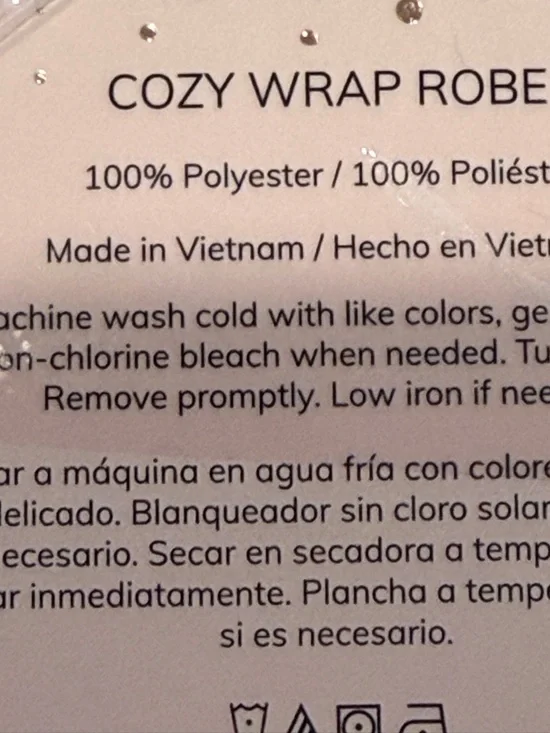 COZY WRAP ROBE
100% Polyester / 100% Poliést
Made in Vietnam / Hecho en Viet
achine wash cold with like colors, ge
on-chlorine bleach when needed. Tu
Remove promptly. Low iron if nee
ar a máquina en agua fría con colore
delicado. Blanqueador sin cloro solar
ecesario. Secar en secadora a temp
ar inmediatamente. Plancha a tempe
si es necesario.